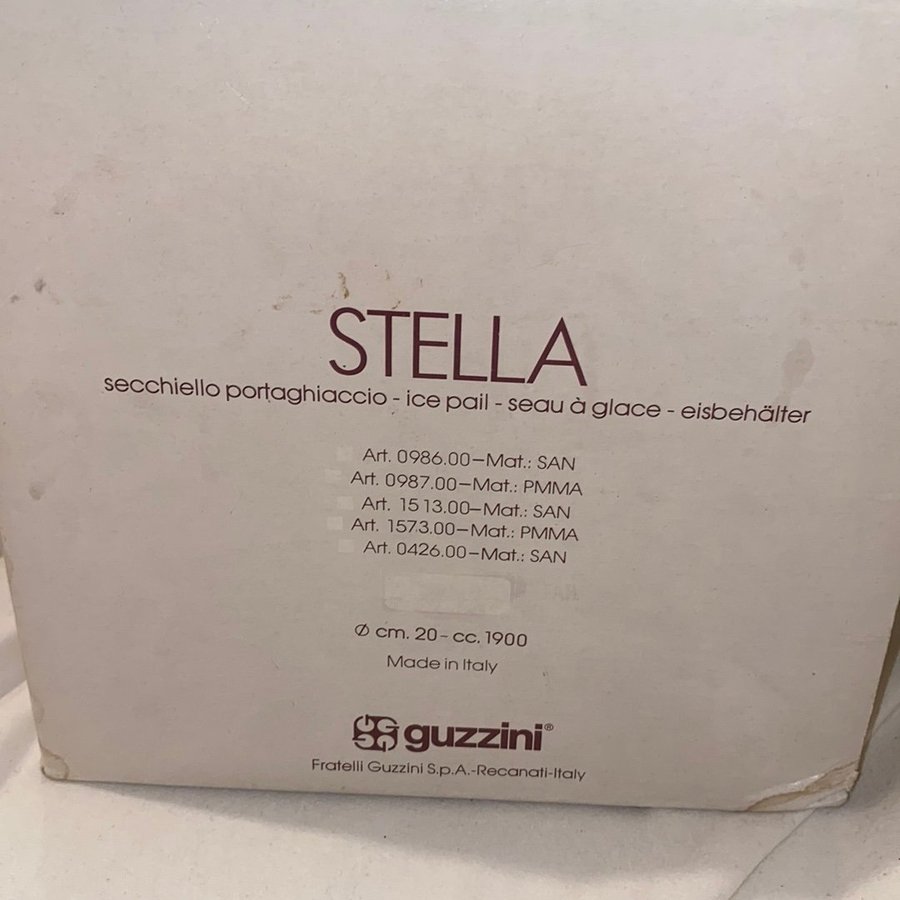 STELLA
secchiello portaghiaccio - ice pail - seau à glace - eisbehälter
Art. 0986.00-Mat.: SAN
Art. 0987.00-Mat.: PMMA
Art. 1513.00-Mat.: SAN
Art. 1573.00-Mat.: PMMA
Art. 0426.00-Mat.: SAN
Ø cm. 20 - cc. 1900
Made in Italy
guzzini®
Fratelli Guzzini S.p.A.-Recanati-Italy